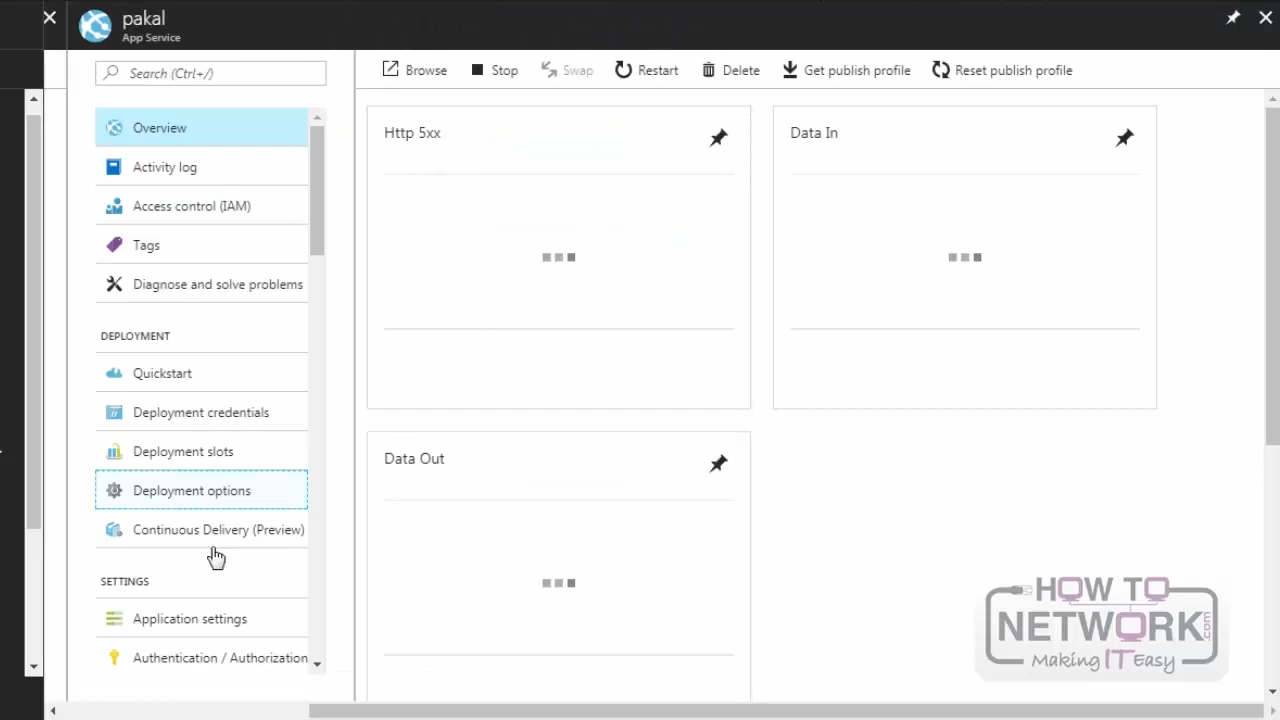 pakal
App Service
Search (Ctrl+/)
Browse Stop Swap Restart Delete Get publish profile Reset publish profile
Overview
Activity log
Access control (IAM)
Tags
Diagnose and solve problems
DEPLOYMENT
Quickstart
Deployment credentials
Deployment slots
Deployment options
Continuous Delivery (Preview)
SETTINGS
Application settings
Authentication / Authorization
Http 5xx
Data In
Data Out
HOW TO
NETWORK.com
Making IT Easy